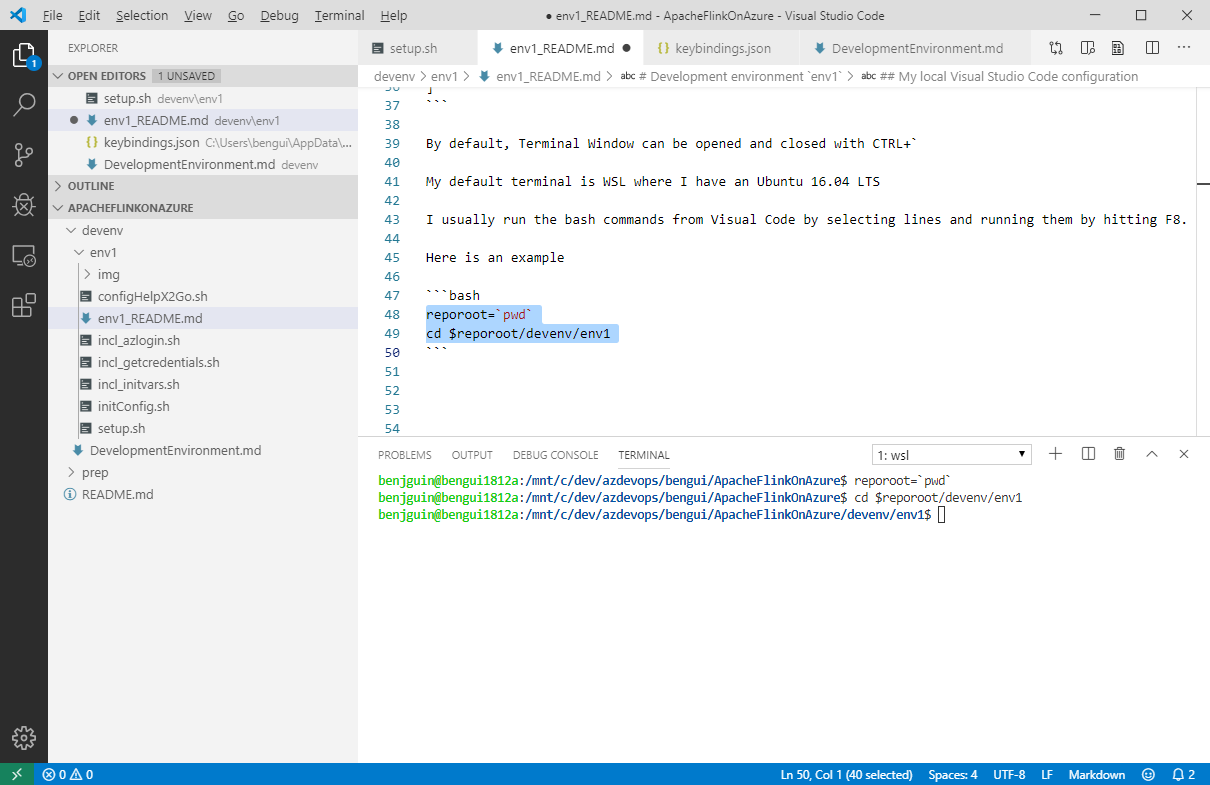 File Edit Selection View Go Debug Terminal Help
● env1_README.md - ApacheFlinkOnAzure - Visual Studio Code
1
EXPLORER
OPEN EDITORS 1 UNSAVED
setup.sh devenv\env1
● env1_README.md devenv\env1
{} keybindings.json C:\Users\bengui\AppData\...
DevelopmentEnvironment.md devenv
OUTLINE
APACHEFLINKONAZURE
devenv
env1
img
configHelpX2Go.sh
env1_README.md
incl_azlogin.sh
incl_getcredentials.sh
incl_initvars.sh
initConfig.sh
setup.sh
DevelopmentEnvironment.md
prep
README.md
setup.sh
env1_README.md ●
{} keybindings.json
DevelopmentEnvironment.md
devenv > env1 > env1_README.md > abc # Development environment `env1` > abc ## My local Visual Studio Code configuration
36 ]
37 ```
38
39 By default, Terminal Window can be opened and closed with CTRL+`
40
41 My default terminal is WSL where I have an Ubuntu 16.04 LTS
42
43 I usually run the bash commands from Visual Code by selecting lines and running them by hitting F8.
44
45 Here is an example
46
47 ```bash
48 reporoot=`pwd`
49 cd $reporoot/devenv/env1
50 ```
51
52
53
54
PROBLEMS OUTPUT DEBUG CONSOLE TERMINAL 1: wsl
benjguin@bengui1812a:/mnt/c/dev/azdevops/bengui/ApacheFlinkOnAzure$ reporoot=`pwd`
benjguin@bengui1812a:/mnt/c/dev/azdevops/bengui/ApacheFlinkOnAzure$ cd $reporoot/devenv/env1
benjguin@bengui1812a:/mnt/c/dev/azdevops/bengui/ApacheFlinkOnAzure/devenv/env1$
0 0 Ln 50, Col 1 (40 selected) Spaces: 4 UTF-8 LF Markdown 2